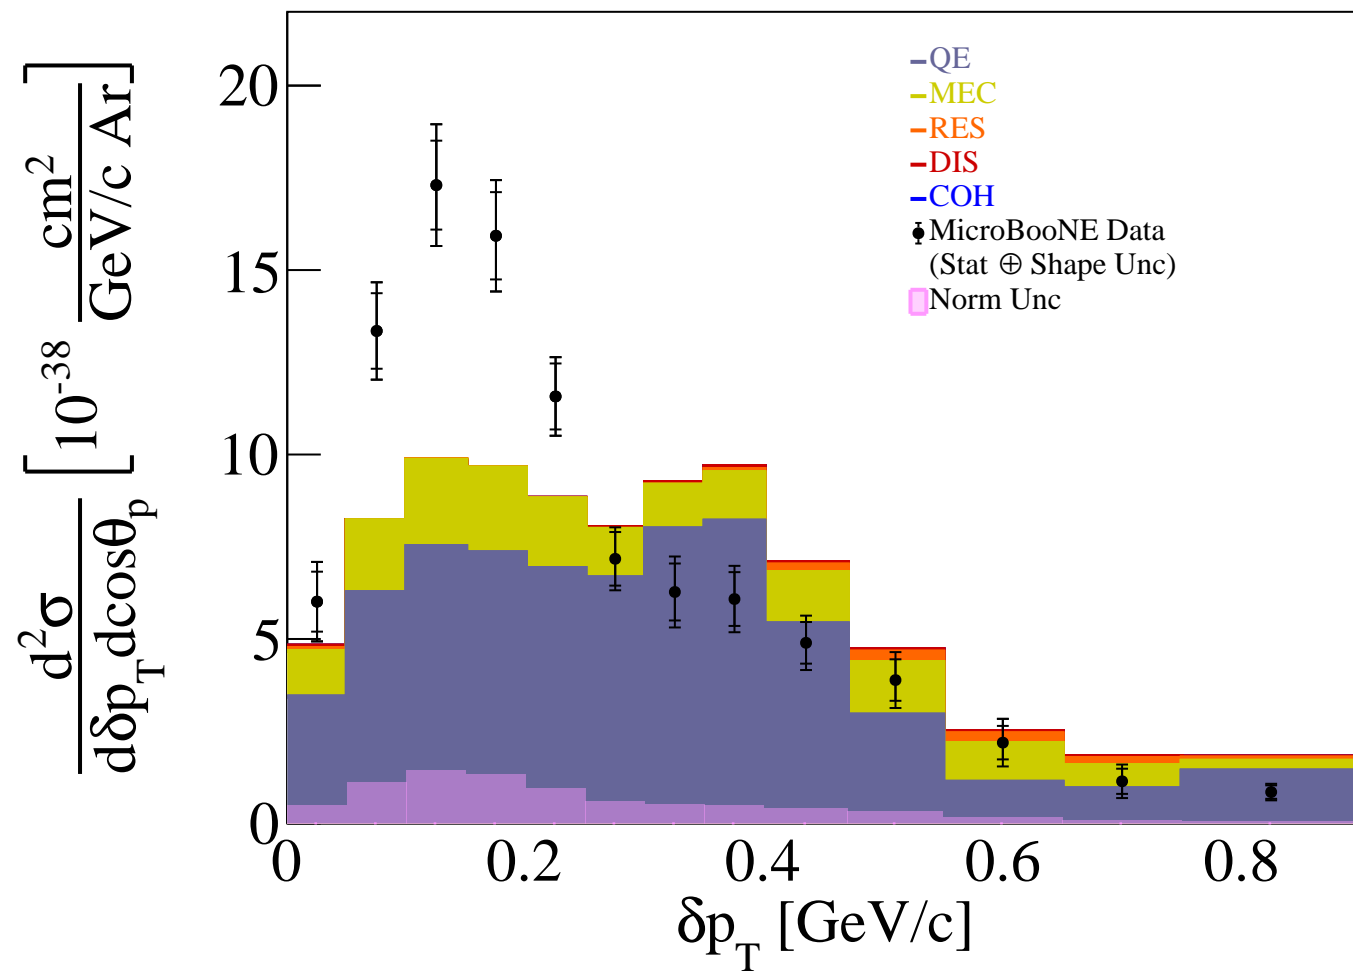 d²σ / dδp_T dcosθ_p [10⁻³⁸ cm² / GeV/c Ar]
20
15
10
5
0
QE
MEC
RES
DIS
COH
MicroBooNE Data
(Stat ⊕ Shape Unc)
Norm Unc
0 0.2 0.4 0.6 0.8
δp_T [GeV/c]